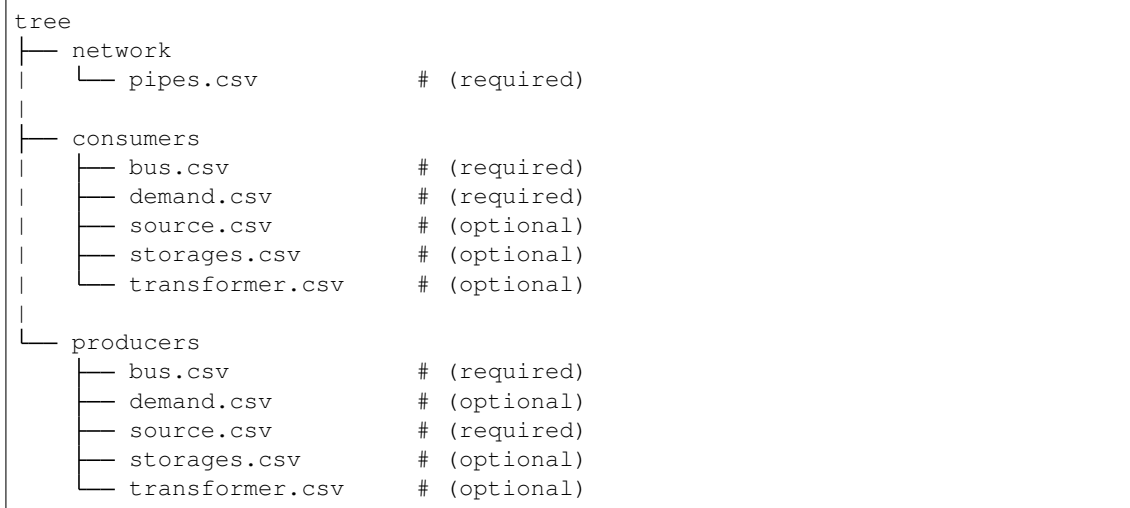 tree
├── network
|   └── pipes.csv           # (required)
|
├── consumers
|   ├── bus.csv             # (required)
|   ├── demand.csv          # (required)
|   ├── source.csv          # (optional)
|   ├── storages.csv        # (optional)
|   └── transformer.csv     # (optional)
|
└── producers
    ├── bus.csv             # (required)
    ├── demand.csv          # (optional)
    ├── source.csv          # (required)
    ├── storages.csv        # (optional)
    └── transformer.csv     # (optional)